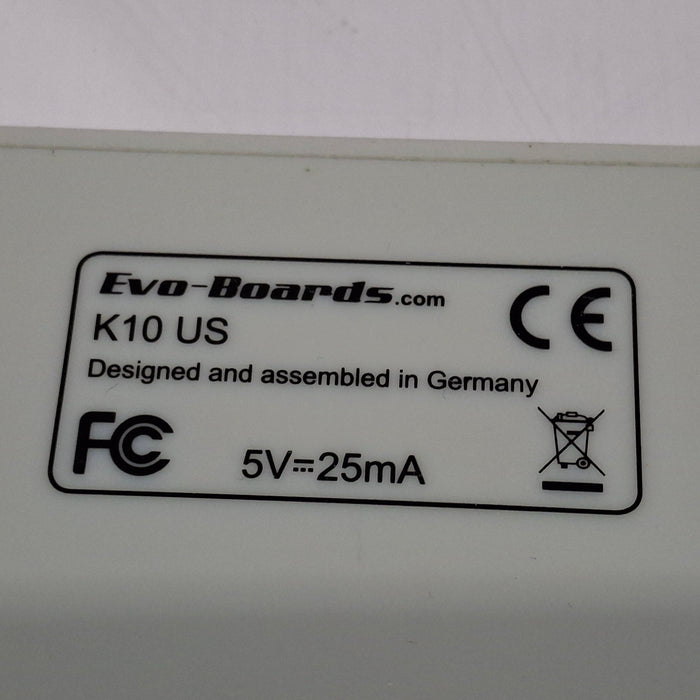 Evo-Boards.com
K10 US
Designed and assembled in Germany
CE
FC
5V⎓25mA